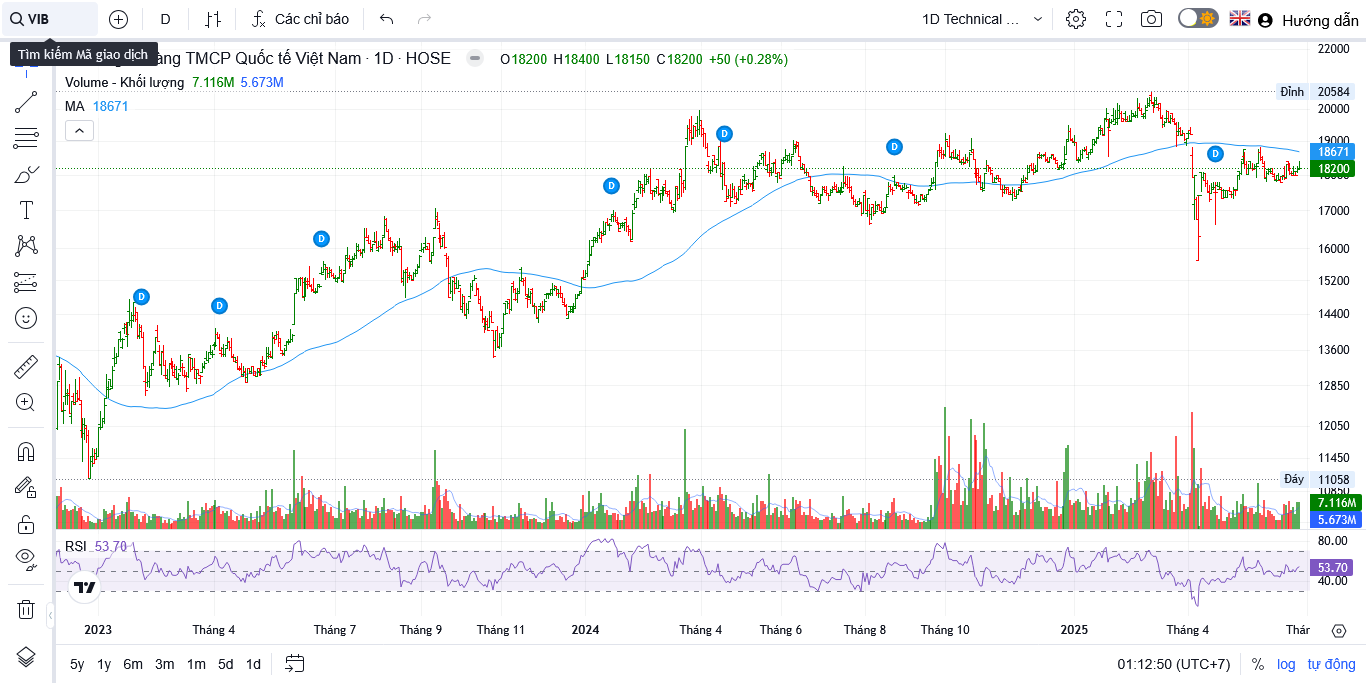 VIB
D
Các chỉ báo
1D Technical ...
Hướng dẫn
Tìm kiếm Mã giao dịch
àng TMCP Quốc tế Việt Nam · 1D · HOSE
O18200 H18400 L18150 C18200 +50 (+0.28%)
Volume - Khối lượng 7.116M 5.673M
MA 18671
22000
Đỉnh 20584
20000
19000
18671
18200
17000
16000
15200
14400
13600
12850
12050
11450
Đáy 11058
10850
7.116M
5.673M
D
D
D
D
D
D
D
RSI 53.70
80.00
53.70
40.00
2023
Tháng 4
Tháng 7
Tháng 9
Tháng 11
2024
Tháng 4
Tháng 6
Tháng 8
Tháng 10
2025
Tháng 4
Thár
5y 1y 6m 3m 1m 5d 1d
01:12:50 (UTC+7)
% log tự động